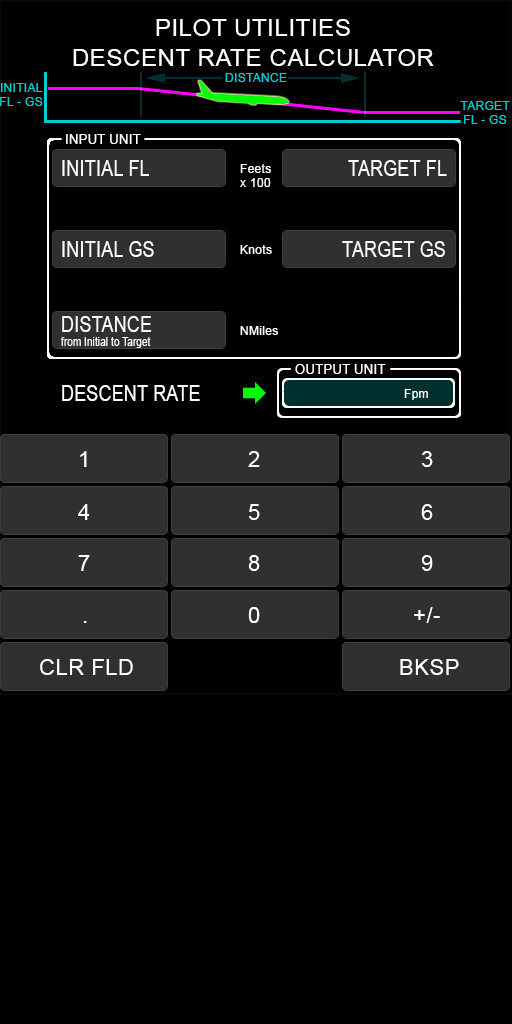 PILOT UTILITIES
DESCENT RATE CALCULATOR
DISTANCE
INITIAL
FL - GS
TARGET
FL - GS
INPUT UNIT
INITIAL FL
Feets
x 100
TARGET FL
INITIAL GS
Knots
TARGET GS
DISTANCE
from Initial to Target
NMiles
OUTPUT UNIT
DESCENT RATE
Fpm
1 2 3
4 5 6
7 8 9
. 0 +/-
CLR FLD BKSP